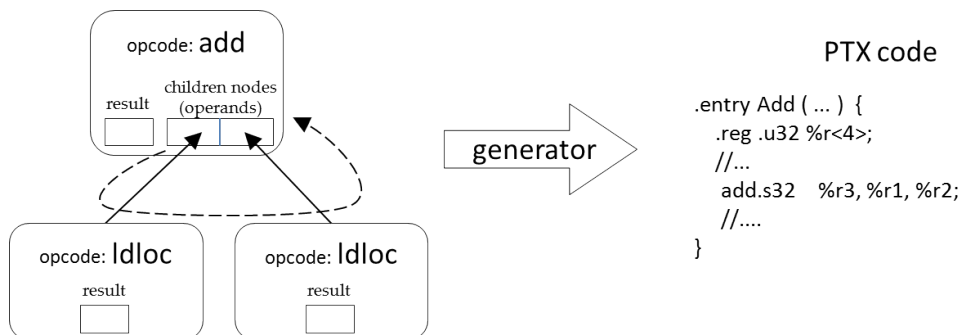 opcode: add
children nodes
(operands)
result
opcode: ldloc
result
opcode: ldloc
result
generator
PTX code
.entry Add ( ... ) {
.reg .u32 %r<4>;
//...
add.s32 %r3, %r1, %r2;
//....
}